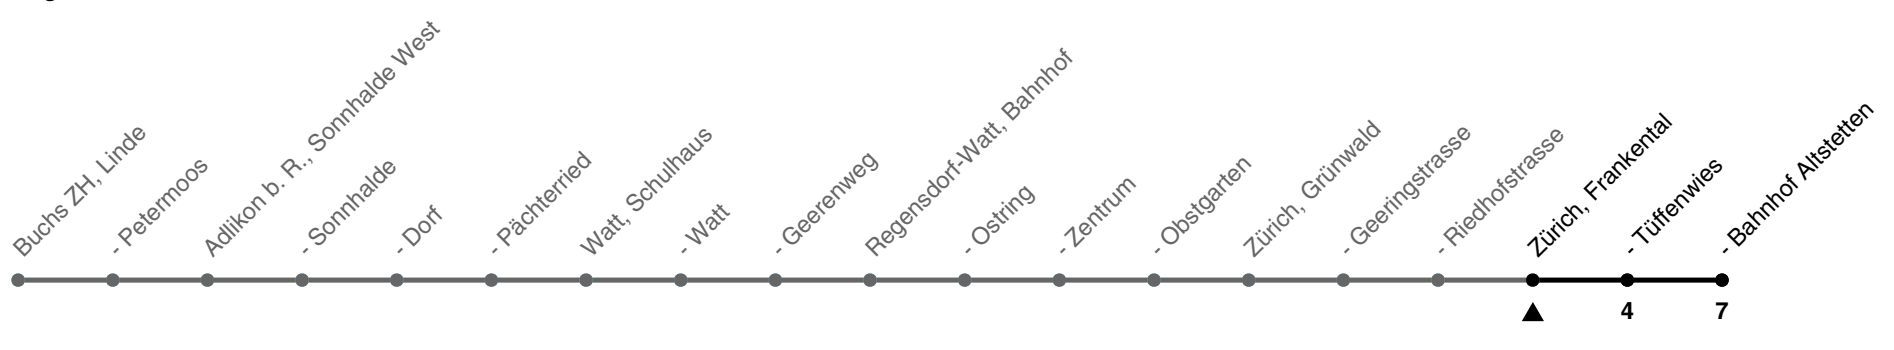 Buchs ZH, Linde
- Petermoos
Adlikon b. R., Sonnhalde West
- Sonnhalde
- Dorf
- Pächterried
Watt, Schulhaus
- Watt
- Geerenweg
Regensdorf-Watt, Bahnhof
- Ostring
- Zentrum
- Obstgarten
Zürich, Grünwald
- Geeringstrasse
- Riedhofstrasse
Zürich, Frankental
- Tüffenwies
- Bahnhof Altstetten
4
7